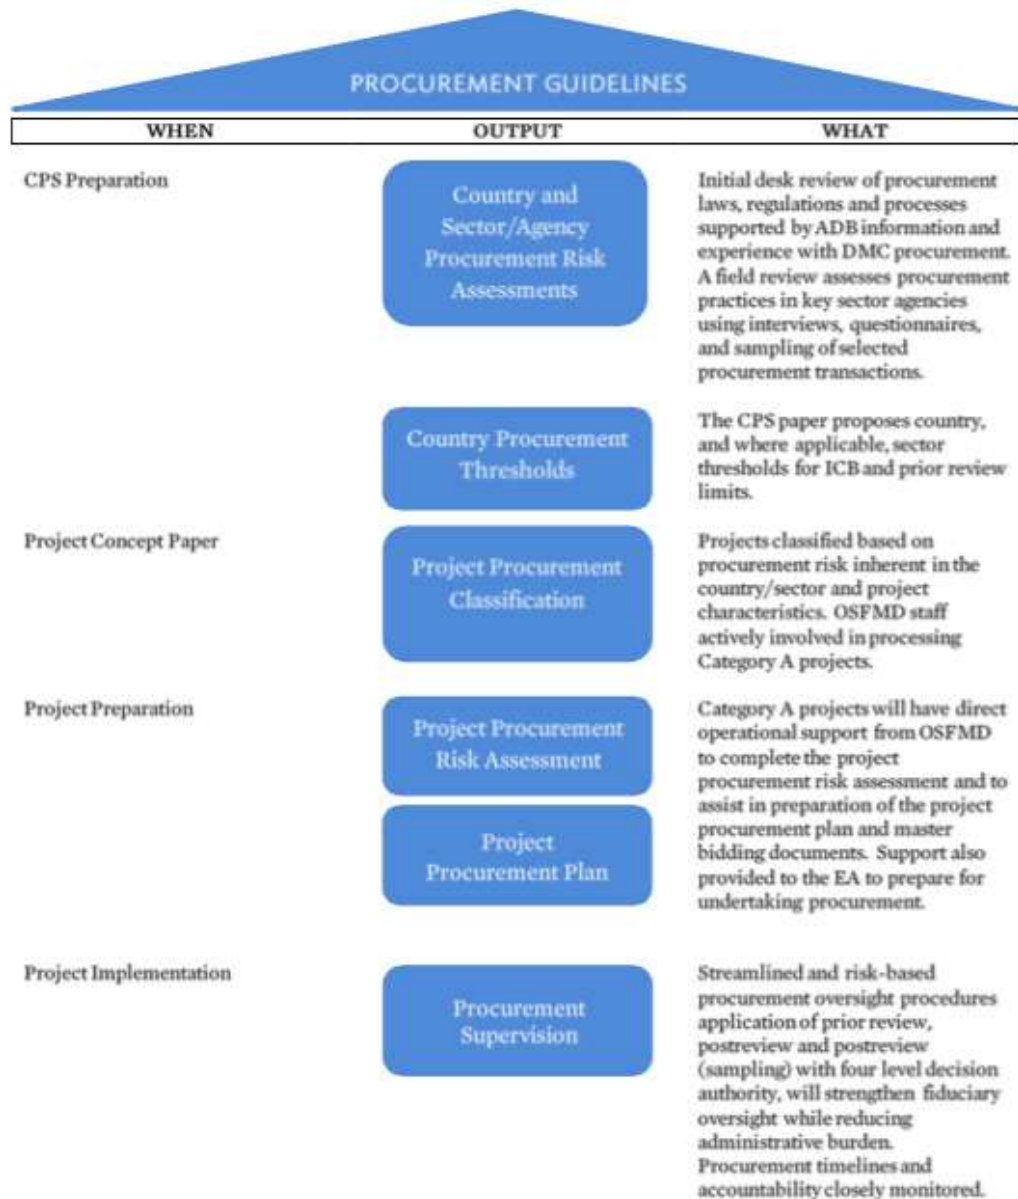 PROCUREMENT GUIDELINES
WHEN OUTPUT WHAT
CPS Preparation
Country and
Sector/Agency
Procurement Risk
Assessments
Initial desk review of procurement
laws, regulations and processes
supported by ADB information and
experience with DMC procurement.
A field review assesses procurement
practices in key sector agencies
using interviews, questionnaires,
and sampling of selected
procurement transactions.
Country Procurement
Thresholds
The CPS paper proposes country,
and where applicable, sector
thresholds for ICB and prior review
limits.
Project Concept Paper
Project Procurement
Classification
Projects classified based on
procurement risk inherent in the
country/sector and project
characteristics. OSFMD staff
actively involved in processing
Category A projects.
Project Preparation
Project Procurement
Risk Assessment
Project
Procurement Plan
Category A projects will have direct
operational support from OSFMD
to complete the project
procurement risk assessment and to
assist in preparation of the project
procurement plan and master
bidding documents. Support also
provided to the EA to prepare for
undertaking procurement.
Project Implementation
Procurement
Supervision
Streamlined and risk-based
procurement oversight procedures
application of prior review,
postreview and postreview
(sampling) with four level decision
authority, will strengthen fiduciary
oversight while reducing
administrative burden.
Procurement timelines and
accountability closely monitored.